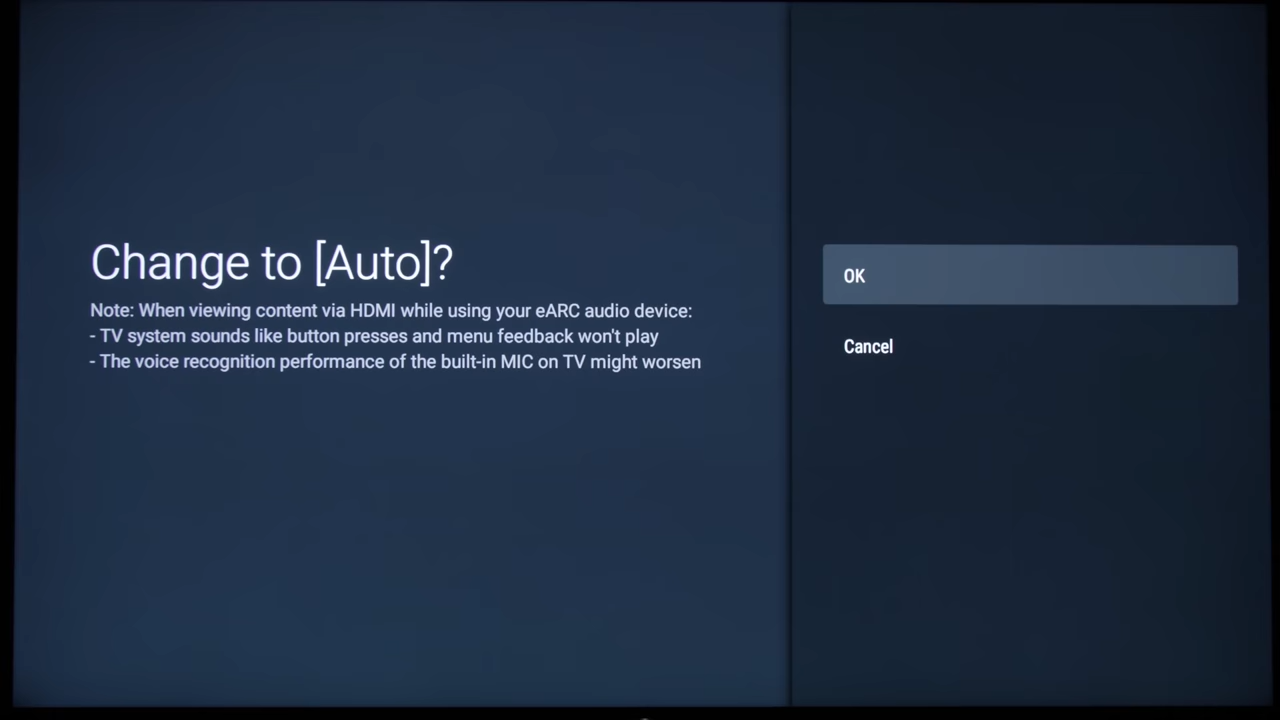 Change to [Auto]?
Note: When viewing content via HDMI while using your eARC audio device:
- TV system sounds like button presses and menu feedback won't play
- The voice recognition performance of the built-in MIC on TV might worsen
OK
Cancel